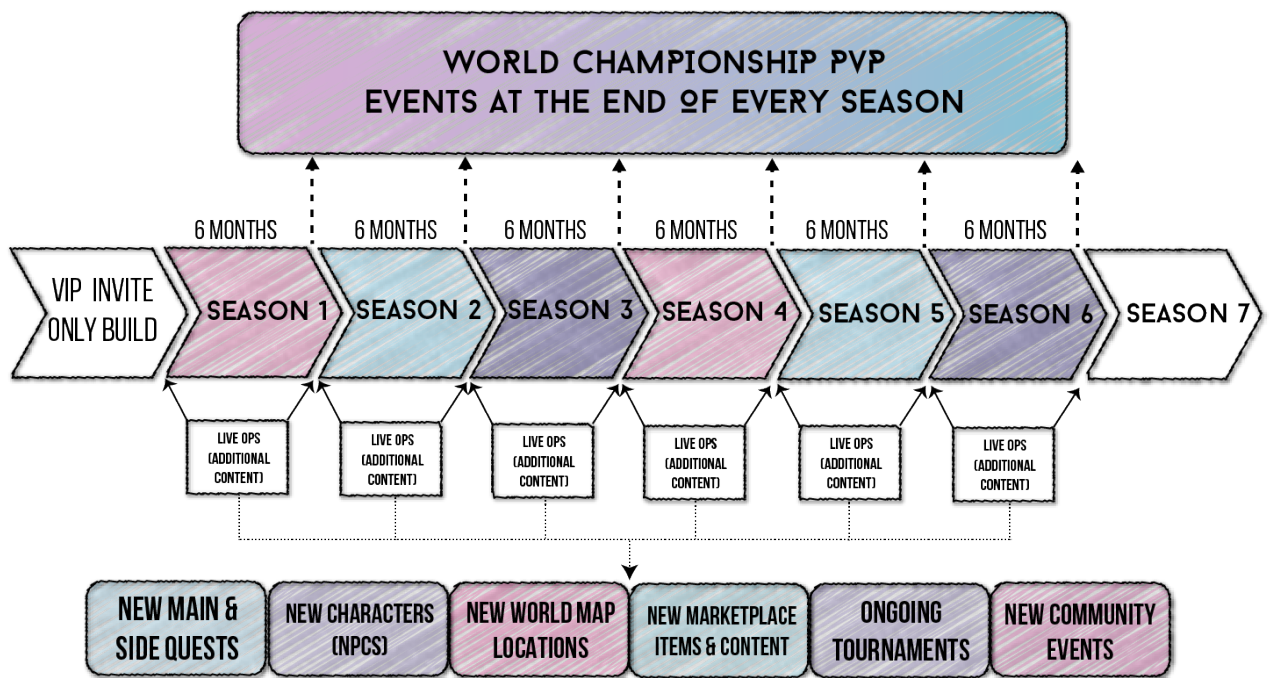 WORLD CHAMPIONSHIP PVP
EVENTS AT THE END OF EVERY SEASON
6 MONTHS
6 MONTHS
6 MONTHS
6 MONTHS
6 MONTHS
6 MONTHS
VIP INVITE
ONLY BUILD
SEASON 1
SEASON 2
SEASON 3
SEASON 4
SEASON 5
SEASON 6
SEASON 7
LIVE OPS
(ADDITIONAL
CONTENT)
LIVE OPS
(ADDITIONAL
CONTENT)
LIVE OPS
(ADDITIONAL
CONTENT)
LIVE OPS
(ADDITIONAL
CONTENT)
LIVE OPS
(ADDITIONAL
CONTENT)
LIVE OPS
(ADDITIONAL
CONTENT)
NEW MAIN &
SIDE QUESTS
NEW CHARACTERS
(NPCS)
NEW WORLD MAP
LOCATIONS
NEW MARKETPLACE
ITEMS & CONTENT
ONGOING
TOURNAMENTS
NEW COMMUNITY
EVENTS